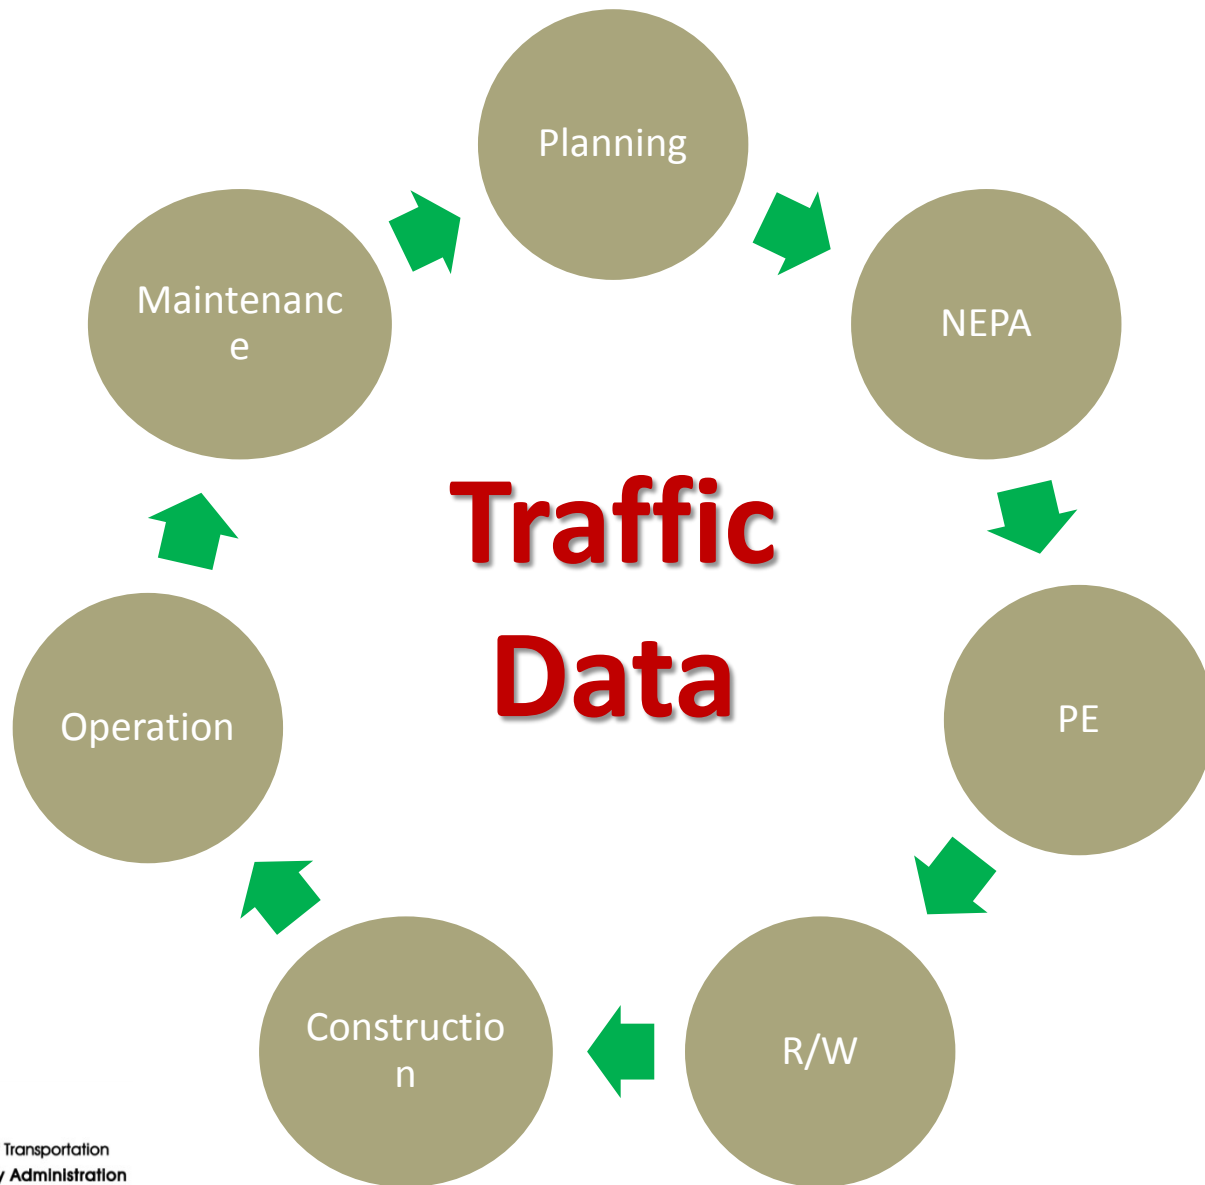 Planning
NEPA
PE
R/W
Constructio
n
Operation
Maintenanc
e
Traffic
Data
Transportation
Administration